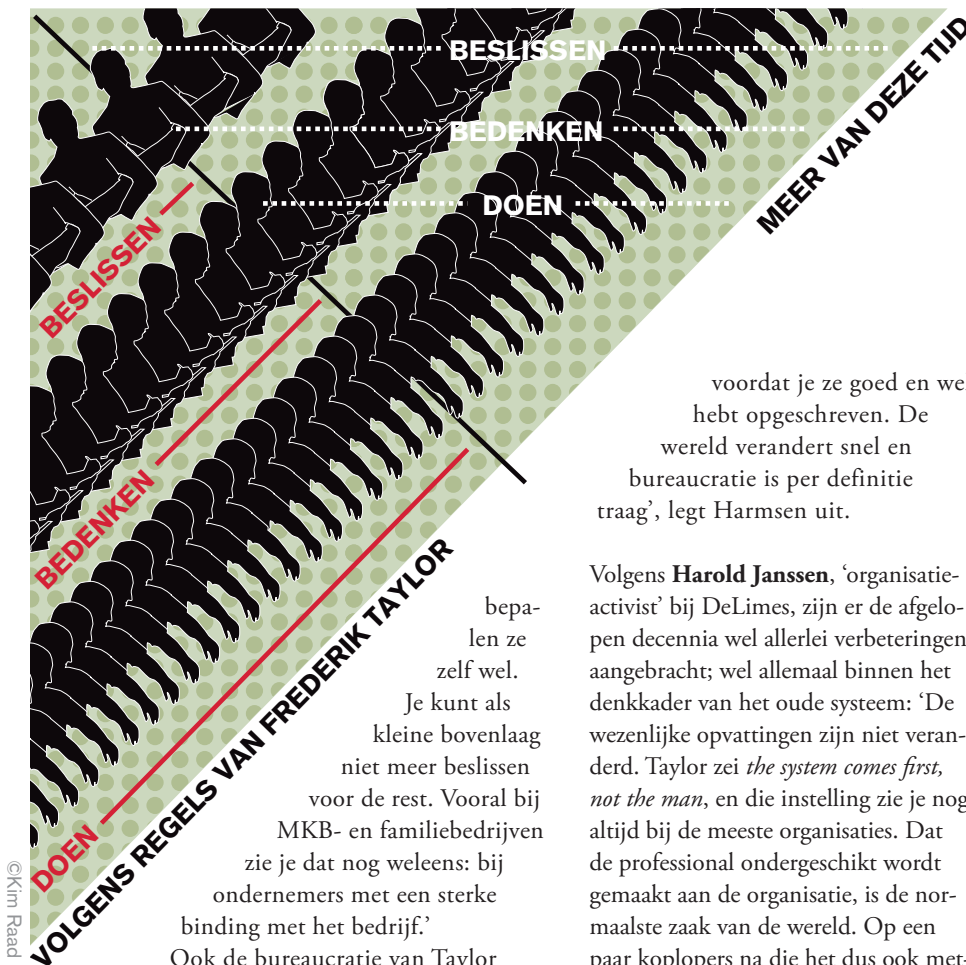 BESLISSEN
BEDENKEN
DOEN
MEER VAN DEZE TIJD
BESLISSEN
BEDENKEN
DOEN
VOLGENS REGELS VAN FREDERIK TAYLOR
©Kim Raad
bepa-
len ze
zelf wel.
Je kunt als
kleine bovenlaag
niet meer beslissen
voor de rest. Vooral bij
MKB- en familiebedrijven
zie je dat nog weleens: bij
ondernemers met een sterke
binding met het bedrijf.’
Ook de bureaucratie van Taylor
voordat je ze goed en we
hebt opgeschreven. De
wereld verandert snel en
bureaucratie is per definitie
traag’, legt Harmsen uit.
Volgens Harold Janssen, ‘organisatie-
activist’ bij DeLimes, zijn er de afgelo-
pen decennia wel allerlei verbeteringen
aangebracht; wel allemaal binnen het
denkkader van het oude systeem: ‘De
wezenlijke opvattingen zijn niet veran-
derd. Taylor zei the system comes first,
not the man, en die instelling zie je nog
altijd bij de meeste organisaties. Dat
de professional ondergeschikt wordt
gemaakt aan de organisatie, is de nor-
maalste zaak van de wereld. Op een
paar koplopers na die het dus ook met-